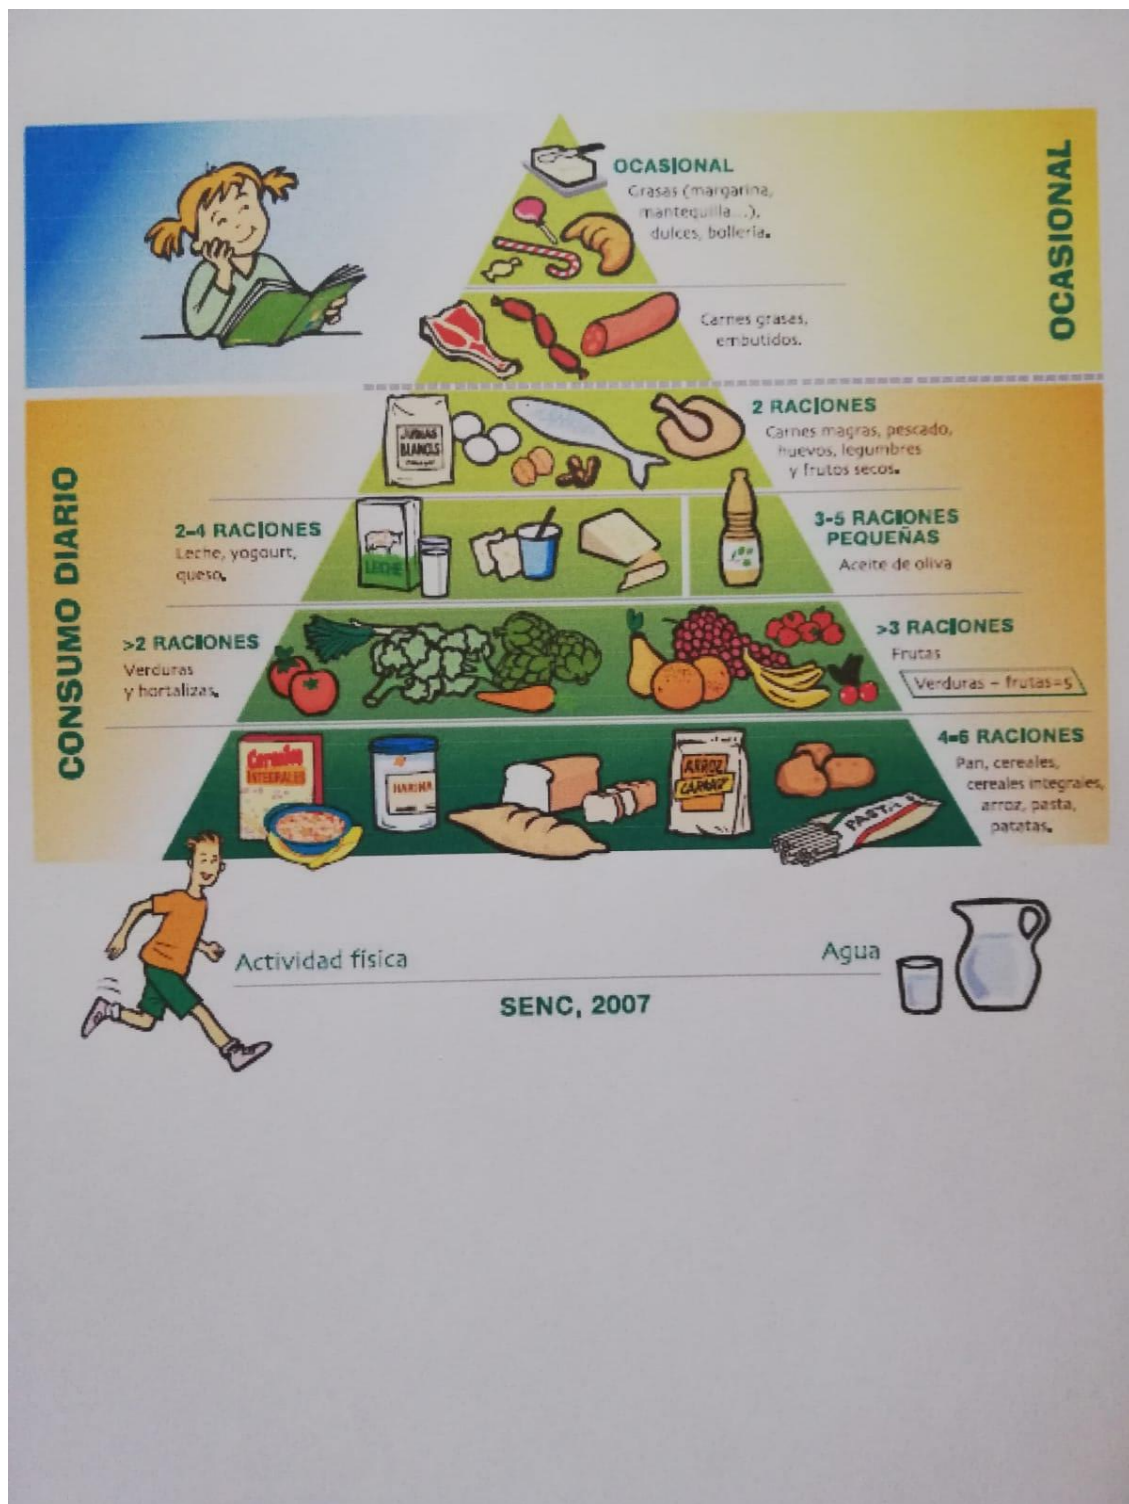 OCASIONAL
Grasas (margarina,
mantequilla...),
dulces, bollería.
OCASIONAL
Carnes grasas,
embutidos.
2 RACIONES
Carnes magras, pescado,
huevos, legumbres
y frutos secos.
JUDIAS
BLANCAS
CONSUMO DIARIO
2-4 RACIONES
Leche, yogourt,
queso.
LECHE
3-5 RACIONES
PEQUEÑAS
Aceite de oliva
>2 RACIONES
Verduras
y hortalizas.
>3 RACIONES
Frutas
Verduras + frutas=5
4-6 RACIONES
Pan, cereales,
cereales integrales,
arroz, pasta,
patatas.
Cereales
INTEGRALES
HARINA
ARROZ
PASTA
Actividad física
Agua
SENC, 2007